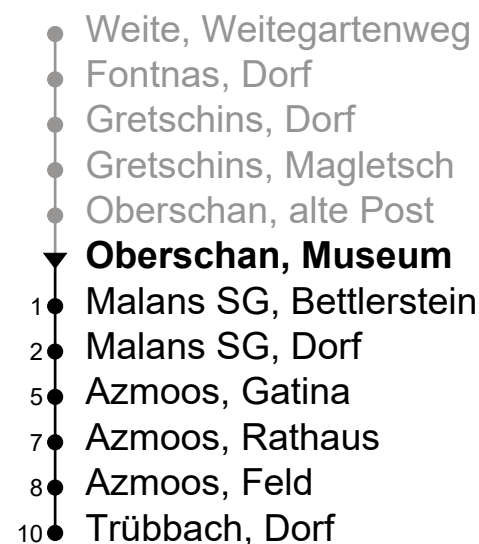 Weite, Weitegartenweg
Fontnas, Dorf
Gretschins, Dorf
Gretschins, Magletsch
Oberschan, alte Post
Oberschan, Museum
1 Malans SG, Bettlerstein
2 Malans SG, Dorf
5 Azmoos, Gatina
7 Azmoos, Rathaus
8 Azmoos, Feld
10 Trübbach, Dorf